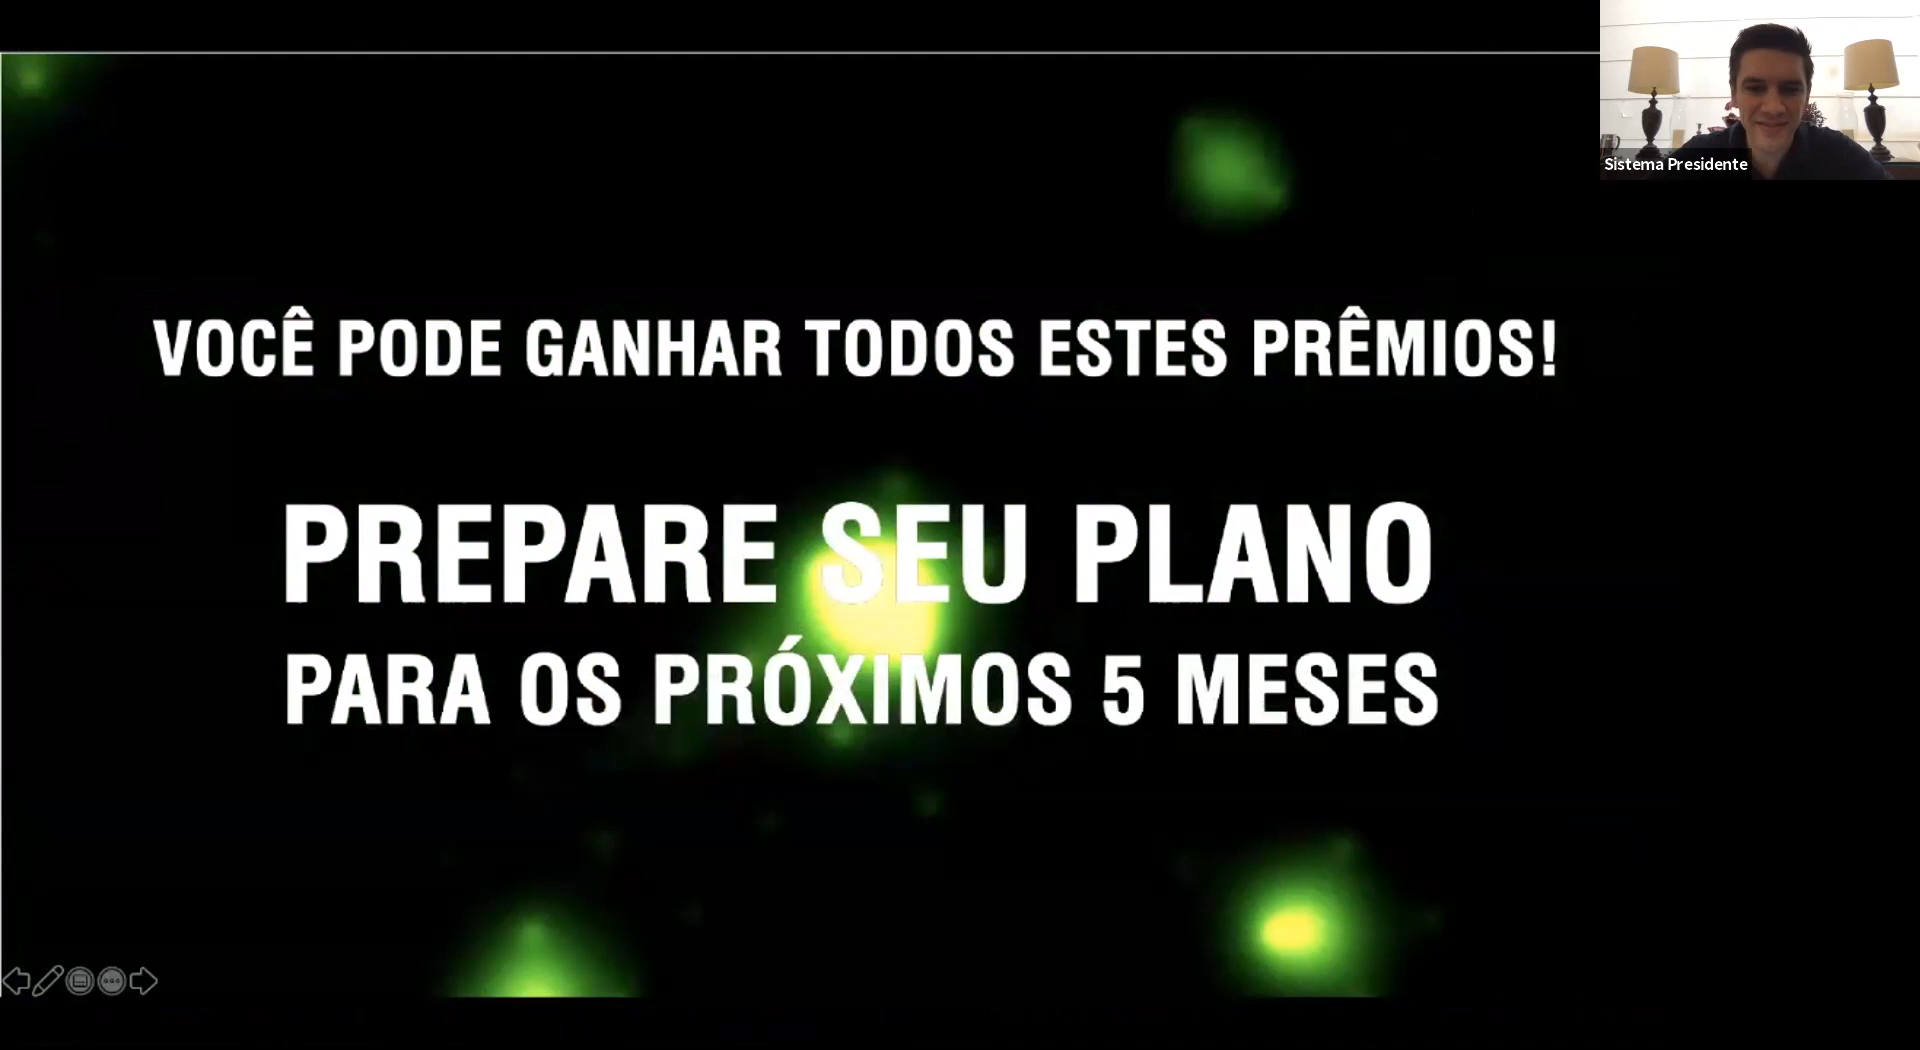 Sistema Presidente
VOCÊ PODE GANHAR TODOS ESTES PRÊMIOS!
PREPARE SEU PLANO
PARA OS PRÓXIMOS 5 MESES